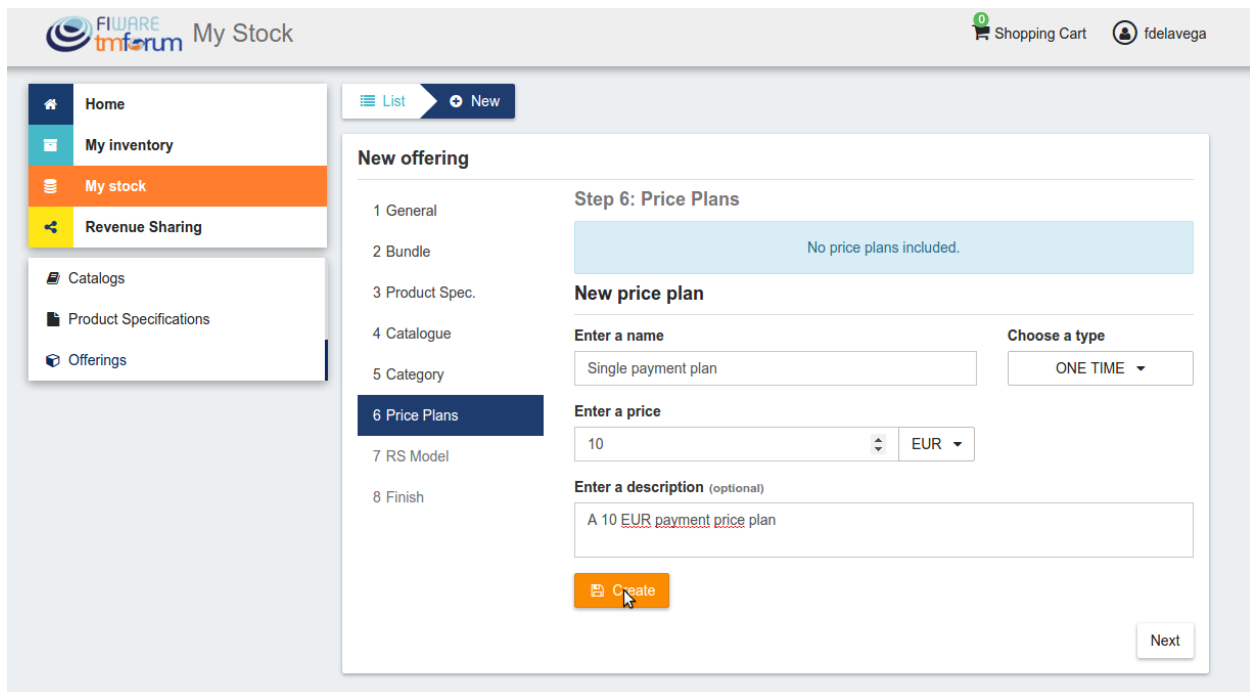 FIWARE
tmforum
My Stock
0
Shopping Cart
fdelavega
Home
My inventory
My stock
Revenue Sharing
Catalogs
Product Specifications
Offerings
List
New
New offering
1 General
2 Bundle
3 Product Spec.
4 Catalogue
5 Category
6 Price Plans
7 RS Model
8 Finish
Step 6: Price Plans
No price plans included.
New price plan
Enter a name
Choose a type
Single payment plan
ONE TIME
Enter a price
10
EUR
Enter a description (optional)
A 10 EUR payment price plan
Create
Next